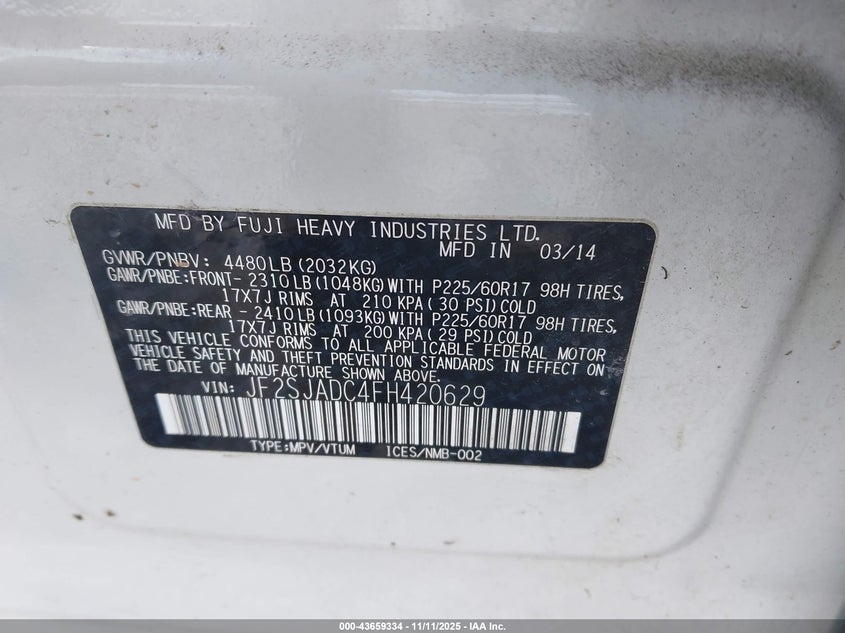 MFD BY FUJI HEAVY INDUSTRIES LTD.
MFD IN 03/14
GVWR/PNBV: 4480LB(2032KG)
GAWR/PNBE:FRONT- 2310LB(1048KG)WITH P225/60R17 98H TIRES,
17X7J RIMS AT 210 KPA(30 PSI)COLD
GAWR/PNBE:REAR - 2410LB(1093KG)WITH P225/60R17 98H TIRES,
17X7J RIMS AT 200 KPA(29 PSI)COLD
THIS VEHICLE CONFORMS TO ALL APPLICABLE FEDERAL MOTOR
VEHICLE SAFETY AND THEFT PREVENTION STANDARDS IN EFFECT ON
THE DATE OF MANUFACTURE SHOWN ABOVE.
VIN: JF2SJADC4FH420629
TYPE:MPV/VTUM ICES/NMB-002
000-43659334 - 11/11/2025 - IAA Inc.